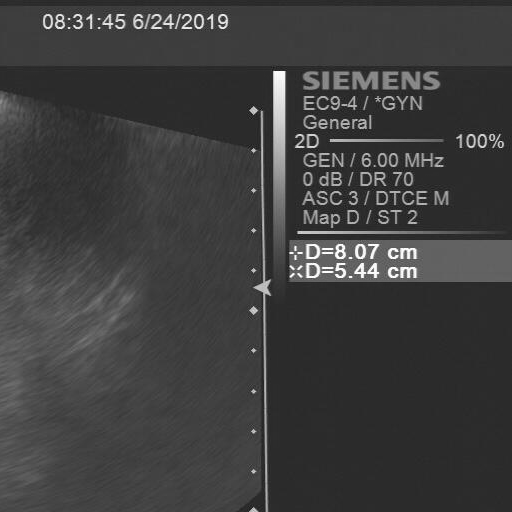 08:31:45 6/24/2019
SIEMENS
EC9-4 / *GYN
General
2D 100%
GEN / 6.00 MHz
0 dB / DR 70
ASC 3 / DTCE M
Map D / ST 2
D=8.07 cm
D=5.44 cm